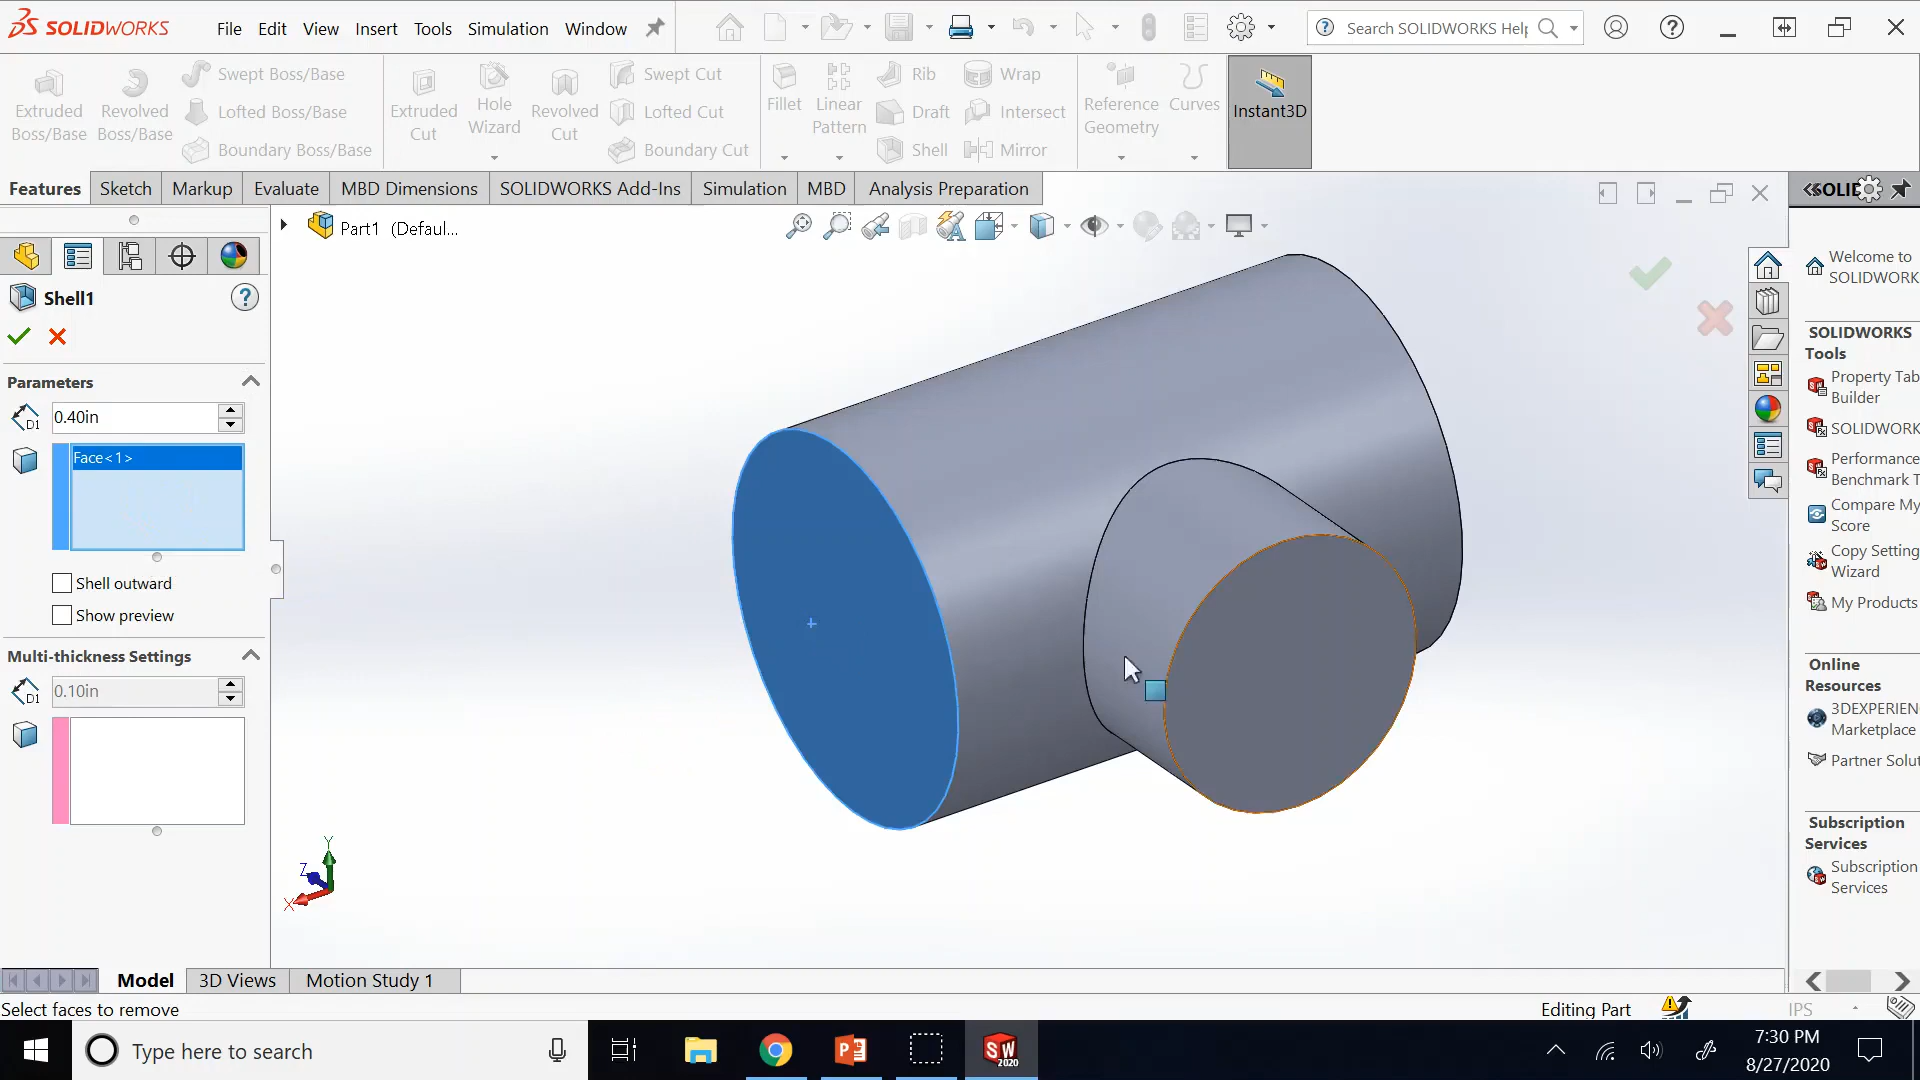 SOLIDWORKS File Edit View Insert Tools Simulation Window Search SOLIDWORKS Help
Extruded Boss/Base
Revolved Boss/Base
Swept Boss/Base
Lofted Boss/Base
Boundary Boss/Base
Extruded Cut
Hole Wizard
Revolved Cut
Swept Cut
Lofted Cut
Boundary Cut
Fillet
Linear Pattern
Rib
Draft
Shell
Wrap
Intersect
Mirror
Reference Geometry
Curves
Instant3D
Features Sketch Markup Evaluate MBD Dimensions SOLIDWORKS Add-Ins Simulation MBD Analysis Preparation
SOLID
Part1 (Defaul...
Shell1
Parameters
D1 0.40in
Face<1>
Shell outward
Show preview
Multi-thickness Settings
D1 0.10in
Y
Z
X
Welcome to
SOLIDWORK
SOLIDWORKS
Tools
Property Tab
Builder
SOLIDWORK
Performance
Benchmark T
Compare My
Score
Copy Setting
Wizard
My Products
Online
Resources
3DEXPERIEN
Marketplace
Partner Solut
Subscription
Services
Subscription
Services
Model 3D Views Motion Study 1
Select faces to remove
Editing Part
IPS
Type here to search
SW
2020
7:30 PM
8/27/2020